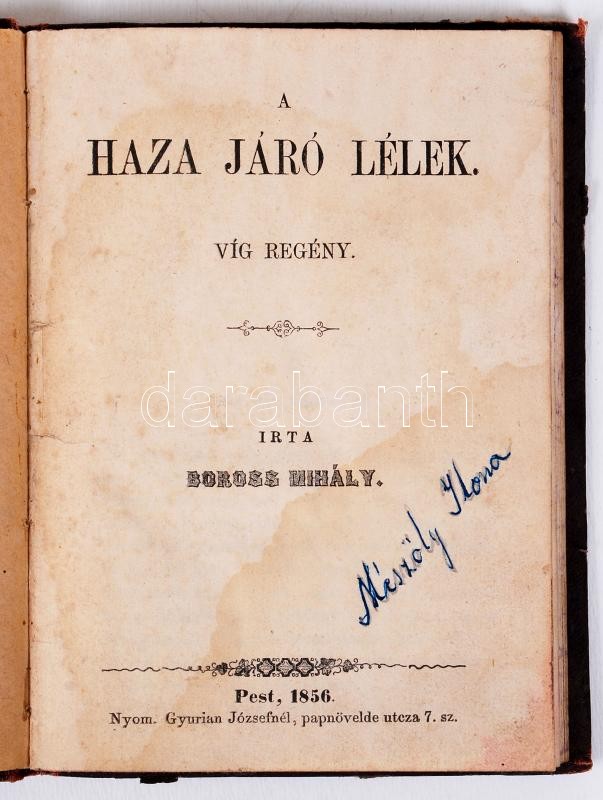 A
HAZA JÁRÓ LÉLEK.
VÍG REGÉNY.
darabanth
IRTA
BOROSS MIHÁLY.
Mészöly Ilona
Pest, 1856.
Nyom. Gyurian Józsefnél, papnövelde utcza 7. sz.